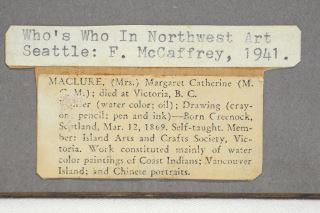 Who's Who In Northwest Art
Seattle: F. McCaffrey, 1941.
MACLURE, (Mrs.) Margaret Catherine (M.
C. M.); died at Victoria, B. C.
(water color; oil); Drawing (cray-
on; pencil; pen and ink)—Born Creenock,
Scotland, Mar. 12, 1869. Self-taught. Mem-
ber: Island Arts and Crafts Society, Vic-
toria. Work constituted mainly of water
color paintings of Coast Indians; Vancouver
Island; and Chinese portraits.